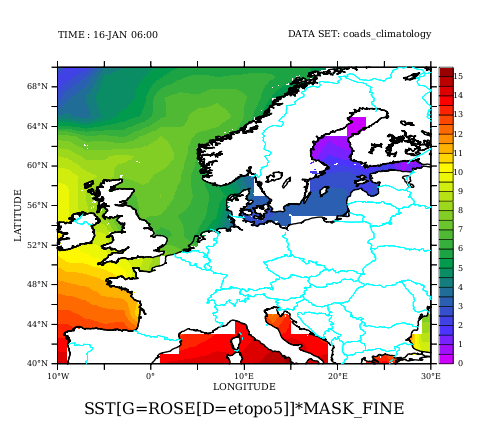 TIME : 16-JAN 06:00
DATA SET: coads_climatology
68°N
64°N
60°N
56°N
52°N
48°N
44°N
40°N
LATITUDE
10°W
0°
10°E
20°E
30°E
LONGITUDE
15
14
13
12
11
10
9
8
7
6
5
4
3
2
1
0
SST[G=ROSE[D=etopo5]]*MASK_FINE